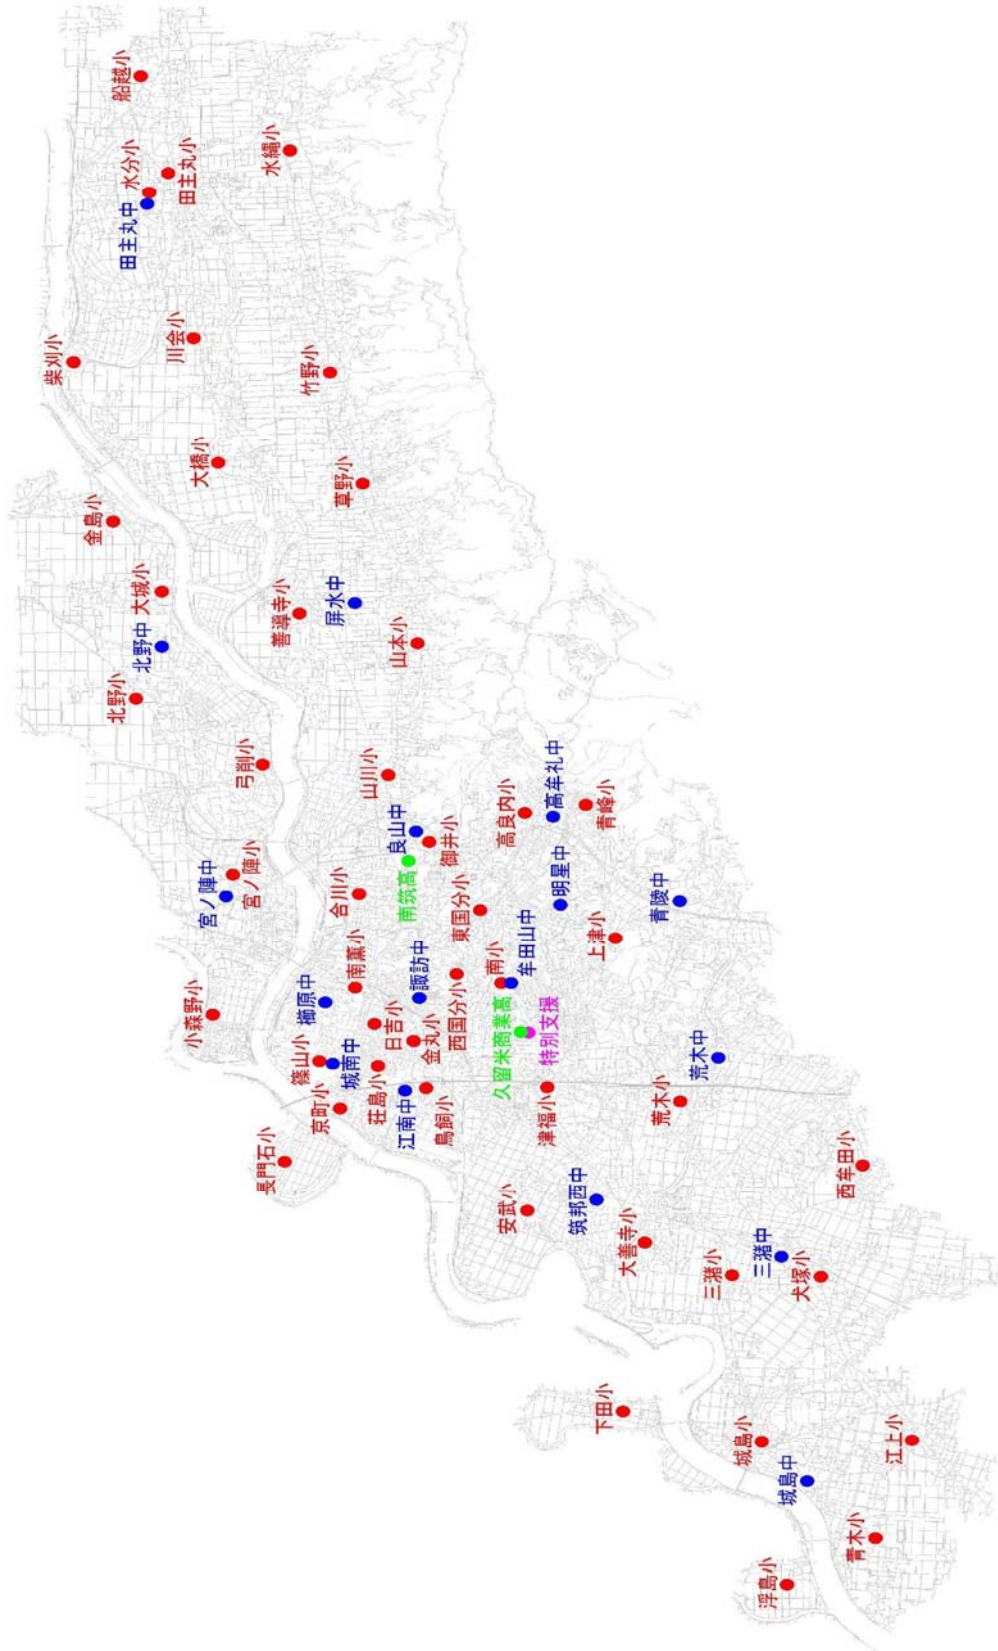 船越小
水分小
田主丸中
田主丸小
水縄小
柴刈小
川会小
竹野小
大橋小
草野小
金島小
大城小
北野中
北野小
善導寺小
屏水中
山本小
弓削小
山川小
良山中
御井小
南筑高
高良内小
高牟礼中
青峰小
宮ノ陣中
宮ノ陣小
合川小
東国分小
明星中
青陵中
上津小
小森野小
櫛原中
南薫小
諏訪中
西国分小
南小
牟田山中
篠山小
城南中
日吉小
金丸小
久留米商業高
特別支援
荘島小
京町小
江南中
鳥飼小
津福小
荒木中
荒木小
長門石小
安武小
筑邦西中
大善寺小
西牟田小
三潴小
三潴中
犬塚小
下田小
城島小
城島中
江上小
青木小
浮島小